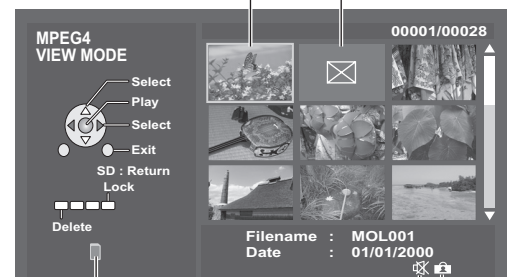 MPEG4
VIEW MODE
Select
Play
Select
Exit
SD : Return
Lock
Delete
00001/00028
Filename : MOL001
Date : 01/01/2000